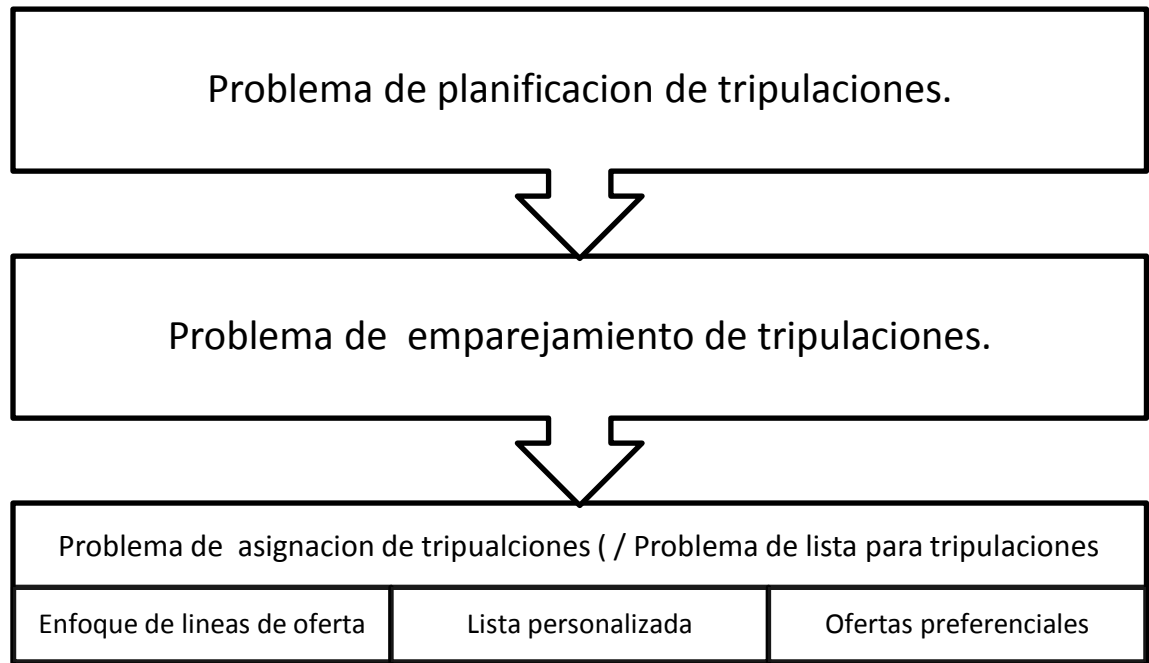 Problema de planificacion de tripulaciones.
Problema de  emparejamiento de tripulaciones.
Problema de  asignacion de tripualciones ( / Problema de lista para tripulaciones
Enfoque de lineas de oferta
Lista personalizada
Ofertas preferenciales